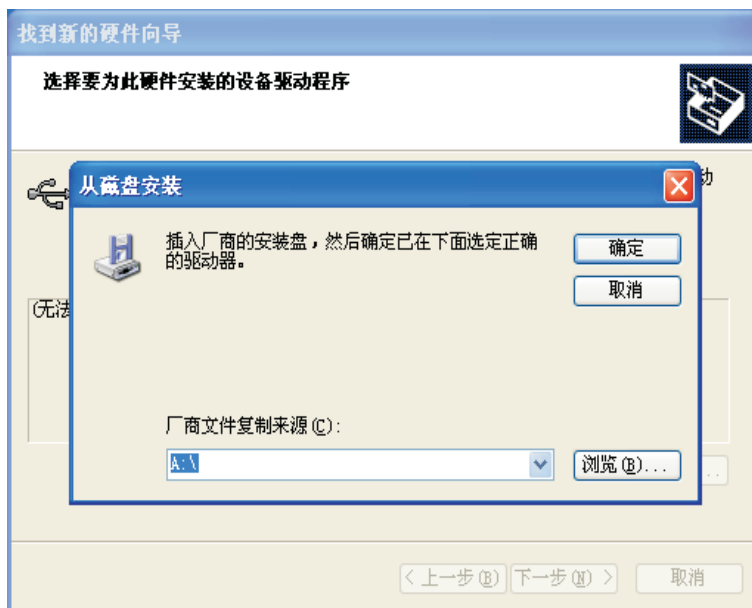 找到新的硬件向导
选择要为此硬件安装的设备驱动程序
动
从磁盘安装
插入厂商的安装盘，然后确定已在下面选定正确
的驱动器。
确定
取消
(无法
厂商文件复制来源(C):
A:\
浏览(B)...
..
< 上一步(B)
下一步(N) >
取消